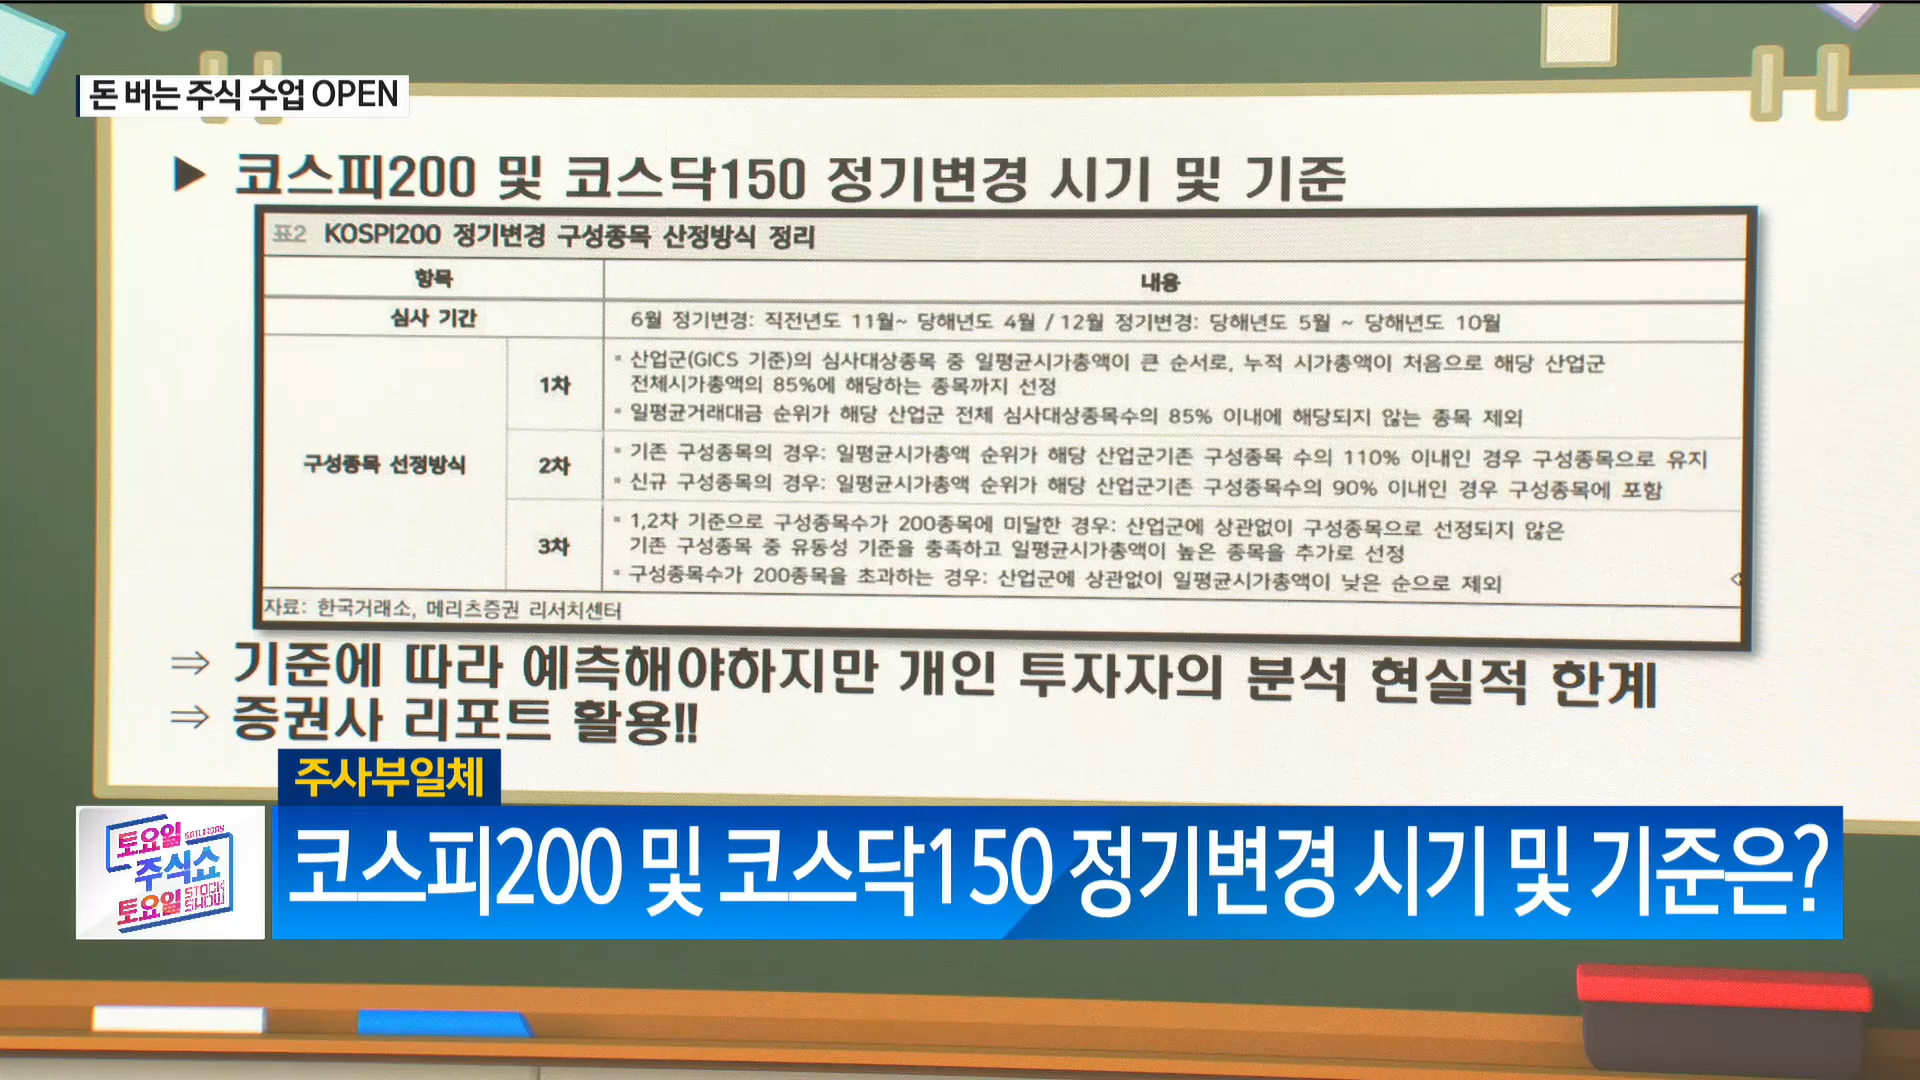 돈 버는 주식 수업 OPEN
▶ 코스피200 및 코스닥150 정기변경 시기 및 기준
표2 KOSPI200 정기변경 구성종목 산정방식 정리
항목 내용
심사 기간 6월 정기변경: 직전년도 11월~ 당해년도 4월 / 12월 정기변경: 당해년도 5월 ~ 당해년도 10월
구성종목 선정방식
1차
▪ 산업군(GICS 기준)의 심사대상종목 중 일평균시가총액이 큰 순서로, 누적 시가총액이 처음으로 해당 산업군
전체시가총액의 85%에 해당하는 종목까지 선정
▪ 일평균거래대금 순위가 해당 산업군 전체 심사대상종목수의 85% 이내에 해당되지 않는 종목 제외
2차
▪ 기존 구성종목의 경우: 일평균시가총액 순위가 해당 산업군기존 구성종목 수의 110% 이내인 경우 구성종목으로 유지
▪ 신규 구성종목의 경우: 일평균시가총액 순위가 해당 산업군기존 구성종목수의 90% 이내인 경우 구성종목에 포함
3차
▪ 1,2차 기준으로 구성종목수가 200종목에 미달한 경우: 산업군에 상관없이 구성종목으로 선정되지 않은
기존 구성종목 중 유동성 기준을 충족하고 일평균시가총액이 높은 종목을 추가로 선정
▪ 구성종목수가 200종목을 초과하는 경우: 산업군에 상관없이 일평균시가총액이 낮은 순으로 제외
자료: 한국거래소, 메리츠증권 리서치센터
⇒ 기준에 따라 예측해야하지만 개인 투자자의 분석 현실적 한계
⇒ 증권사 리포트 활용!!
주사부일체
토요일 SATURDAY
주식쇼
토요일 STOCK SHOW
코스피200 및 코스닥150 정기변경 시기 및 기준은?